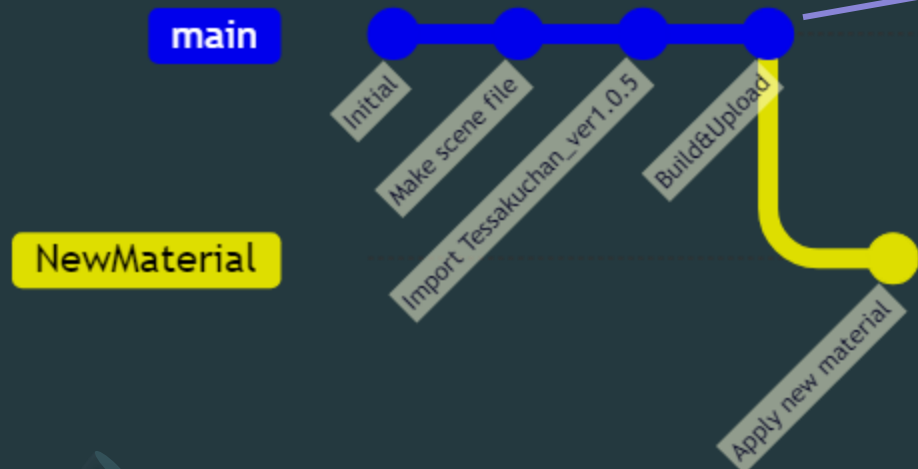 main
Initial
Make scene file
Import Tessakuchan_ver1.0.5
Build&Upload
NewMaterial
Apply new material